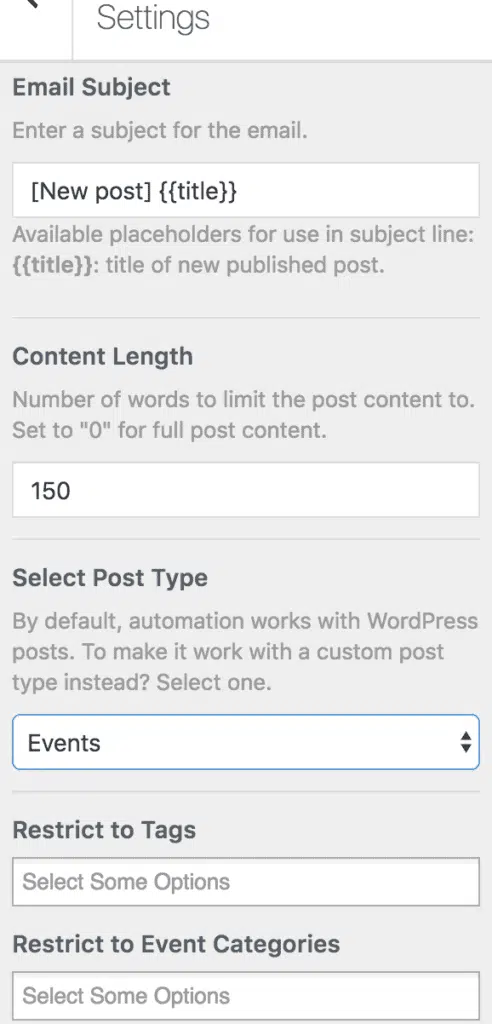 Settings
Email Subject
Enter a subject for the email.
[New post] {{title}}
Available placeholders for use in subject line:
{{title}}: title of new published post.
Content Length
Number of words to limit the post content to.
Set to "0" for full post content.
150
Select Post Type
By default, automation works with WordPress
posts. To make it work with a custom post
type instead? Select one.
Events
Restrict to Tags
Select Some Options
Restrict to Event Categories
Select Some Options